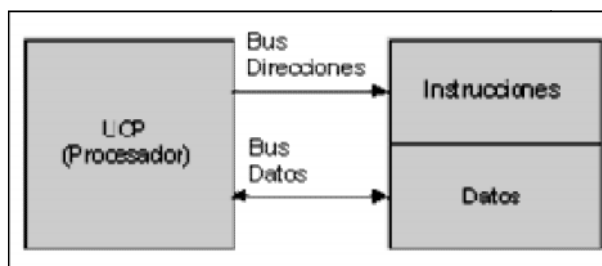 UCP
(Procesador)
Bus
Direcciones
Bus
Datos
Instrucciones
Datos